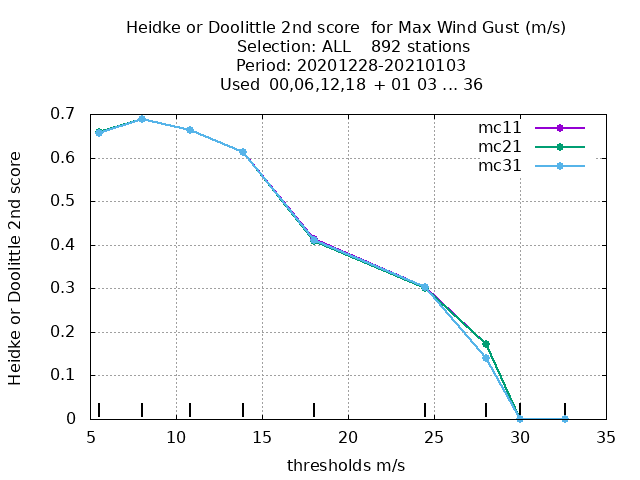 Heidke or Doolittle 2nd score  for Max Wind Gust (m/s)
Selection: ALL    892 stations
Period: 20201228-20210103
Used  00,06,12,18  + 01 03 ... 36
mc11
mc21
mc31
0.7
0.6
0.5
0.4
0.3
0.2
0.1
0
5 10 15 20 25 30 35
Heidke or Doolittle 2nd score
thresholds m/s